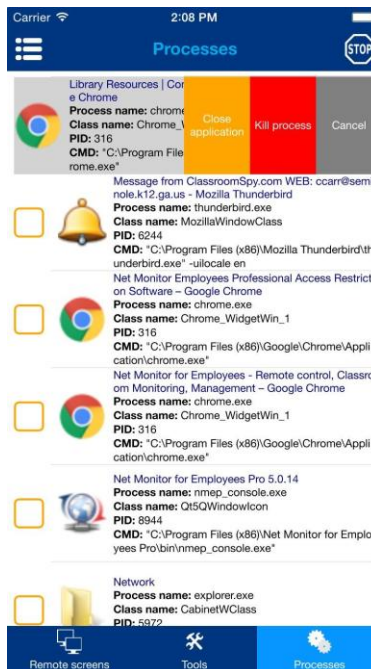 Carrier 2:08 PM
Processes STOP
Library Resources |
e Chrome
Process name: chrome
Class name: Chrome_
PID: 316
CMD: "C:\Program File
rome.exe"
Close
application
Kill process
Cancel
Message from ClassroomSpy.com WEB: ccarr@semi
nole.k12.ga.us - Mozilla Thunderbird
Process name: thunderbird.exe
Class name: MozillaWindowClass
PID: 6244
CMD: "C:\Program Files (x86)\Mozilla Thunderbird\th
underbird.exe" -uilocale en
Net Monitor Employees Professional Access Restricti
on Software – Google Chrome
Process name: chrome.exe
Class name: Chrome_WidgetWin_1
PID: 316
CMD: "C:\Program Files (x86)\Google\Chrome\Appli
cation\chrome.exe"
Net Monitor for Employees - Remote control, Classro
om Monitoring, Management – Google Chrome
Process name: chrome.exe
Class name: Chrome_WidgetWin_1
PID: 316
CMD: "C:\Program Files (x86)\Google\Chrome\Appli
cation\chrome.exe"
Net Monitor for Employees Pro 5.0.14
Process name: nmep_console.exe
Class name: Qt5QWindowIcon
PID: 8944
CMD: "C:\Program Files (x86)\Net Monitor for Emplo
yees Pro\bin\nmep_console.exe"
Network
Process name: explorer.exe
Class name: CabinetWClass
PID: 5972
Remote screens Tools Processes